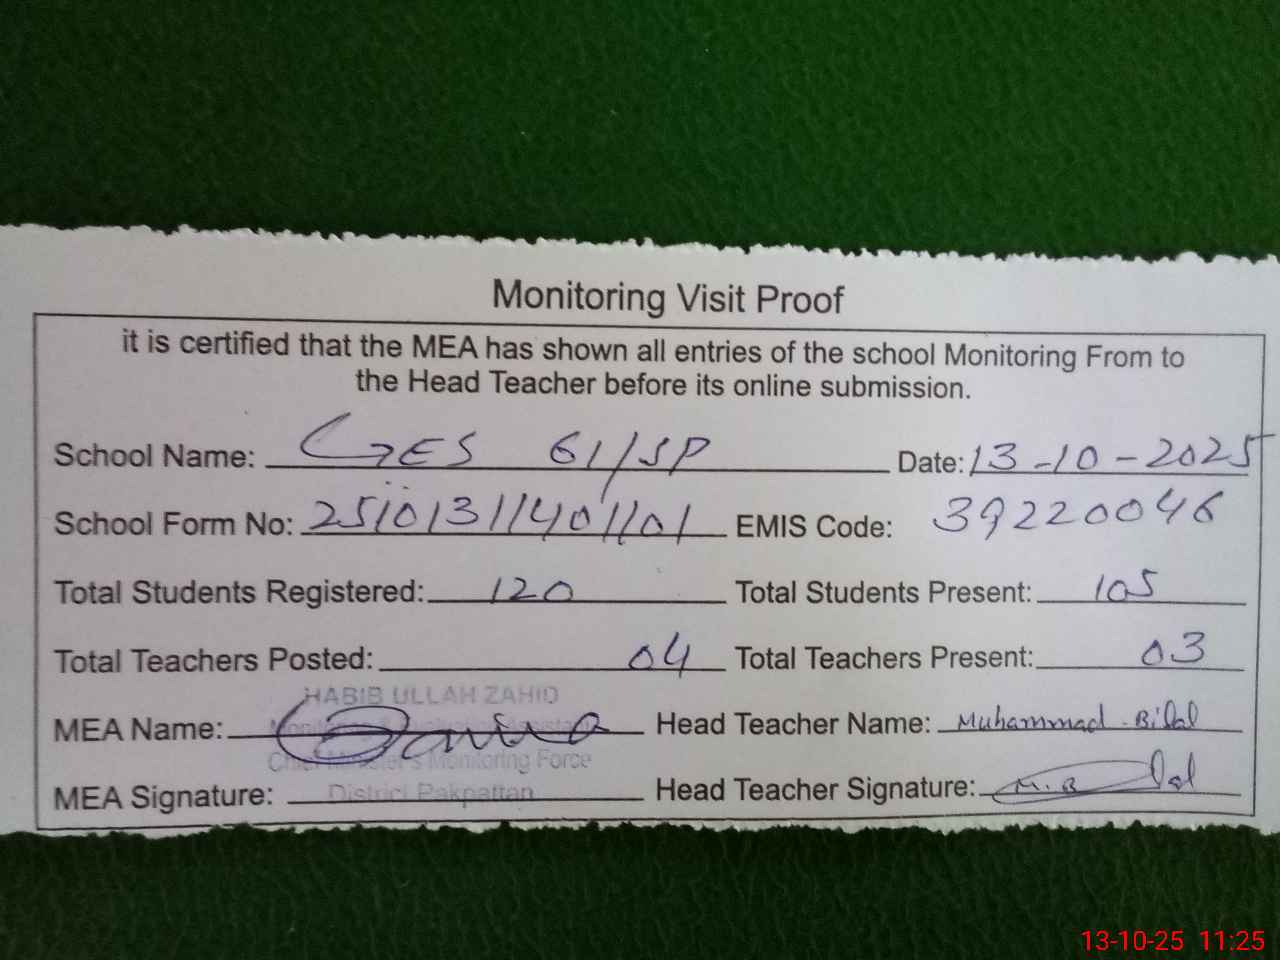 Monitoring Visit Proof
it is certified that the MEA has shown all entries of the school Monitoring From to
the Head Teacher before its online submission.
School Name: GES 61/SP Date: 13-10-2025
School Form No: 251013114011101 EMIS Code: 39220046
Total Students Registered: 120 Total Students Present: 105
Total Teachers Posted: 04 Total Teachers Present: 03
HABIB ULLAH ZAHID
MEA Name: Head Teacher Name: Muhammad Bilal
Chief Minister's Monitoring Force
MEA Signature: District Pakpattan Head Teacher Signature:
13-10-25 11:25